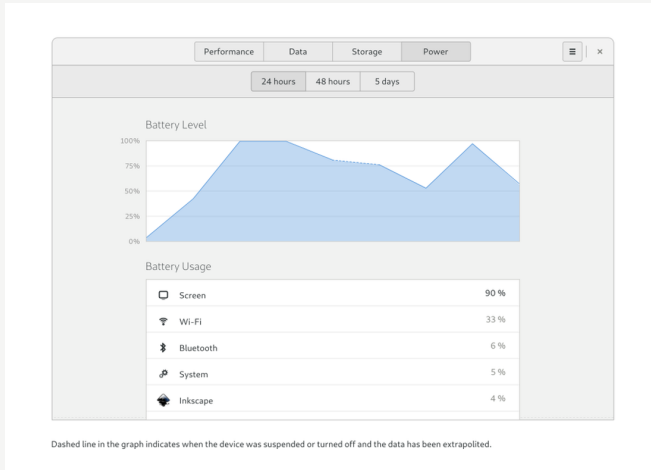 Performance Data Storage Power ≡ ×
24 hours 48 hours 5 days
Battery Level
100%
75%
50%
25%
0%
Battery Usage
Screen 90 %
Wi-Fi 33 %
Bluetooth 6 %
System 5 %
Inkscape 4 %
Dashed line in the graph indicates when the device was suspended or turned off and the data has been extrapolited.